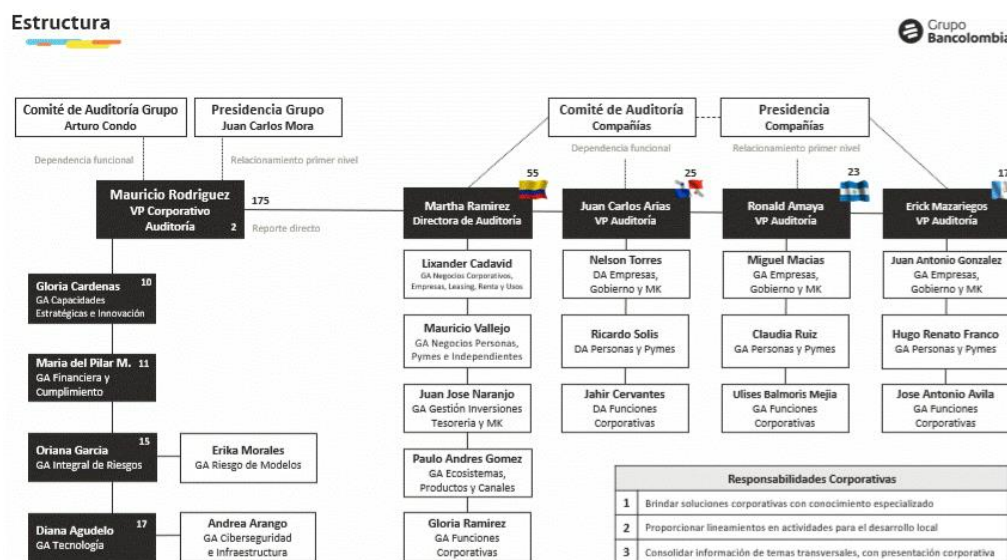 Estructura
Grupo
Bancolombia
Comité de Auditoría Grupo
Arturo Condo
Presidencia Grupo
Juan Carlos Mora
Comité de Auditoría
Compañías
Presidencia
Compañías
Dependencia funcional
Relacionamiento primer nivel
Dependencia funcional
Relacionamiento primer nivel
Mauricio Rodriguez
VP Corporativo
Auditoría
2
175
Reporte directo
55
Martha Ramirez
Directora de Auditoría
25
Juan Carlos Arias
VP Auditoría
23
Ronald Amaya
VP Auditoría
17
Erick Mazariegos
VP Auditoría
Gloria Cardenas
10
GA Capacidades
Estratégicas e Innovación
Maria del Pilar M.
11
GA Financiera y
Cumplimiento
Oriana Garcia
15
GA Integral de Riesgos
Erika Morales
GA Riesgo de Modelos
Diana Agudelo
17
GA Tecnología
Andrea Arango
GA Ciberseguridad
e Infraestructura
Lixander Cadavid
GA Negocios Corporativos,
Empresas, Leasing, Renta y Usos
Mauricio Vallejo
GA Negocios Personas,
Pymes e Independientes
Juan Jose Naranjo
GA Gestión Inversiones
Tesoreria y MK
Paulo Andres Gomez
GA Ecosistemas,
Productos y Canales
Gloria Ramirez
GA Funciones
Corporativas
Nelson Torres
DA Empresas,
Gobierno y MK
Ricardo Solis
DA Personas y Pymes
Jahir Cervantes
DA Funciones
Corporativas
Miguel Macias
GA Empresas,
Gobierno y MK
Claudia Ruiz
GA Personas y Pymes
Ulises Balmoris Mejia
GA Funciones
Corporativas
Juan Antonio Gonzalez
GA Empresas,
Gobierno y MK
Hugo Renato Franco
GA Personas y Pymes
Jose Antonio Avila
GA Funciones
Corporativas
Responsabilidades Corporativas
1 Brindar soluciones corporativas con conocimiento especializado
2 Proporcionar lineamientos en actividades para el desarrollo local
3 Consolidar información de temas transversales, con presentación corporativa